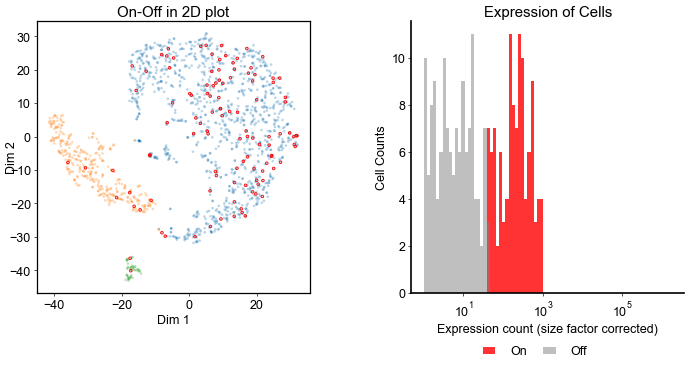 On-Off in 2D plot
30
20
10
0
−10
−20
−30
−40
Dim 2
−40
−20
0
20
Dim 1
Expression of Cells
10
8
6
4
2
0
Cell Counts
10^1
10^3
10^5
Expression count (size factor corrected)
On
Off